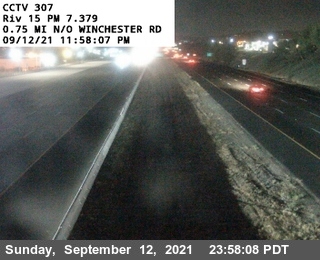 CCTV 307
Riv 15 PM 7.379
0.75 MI N/O WINCHESTER RD
09/12/21 11:58:07 PM
Sunday, September 12, 2021 23:58:08 PDT